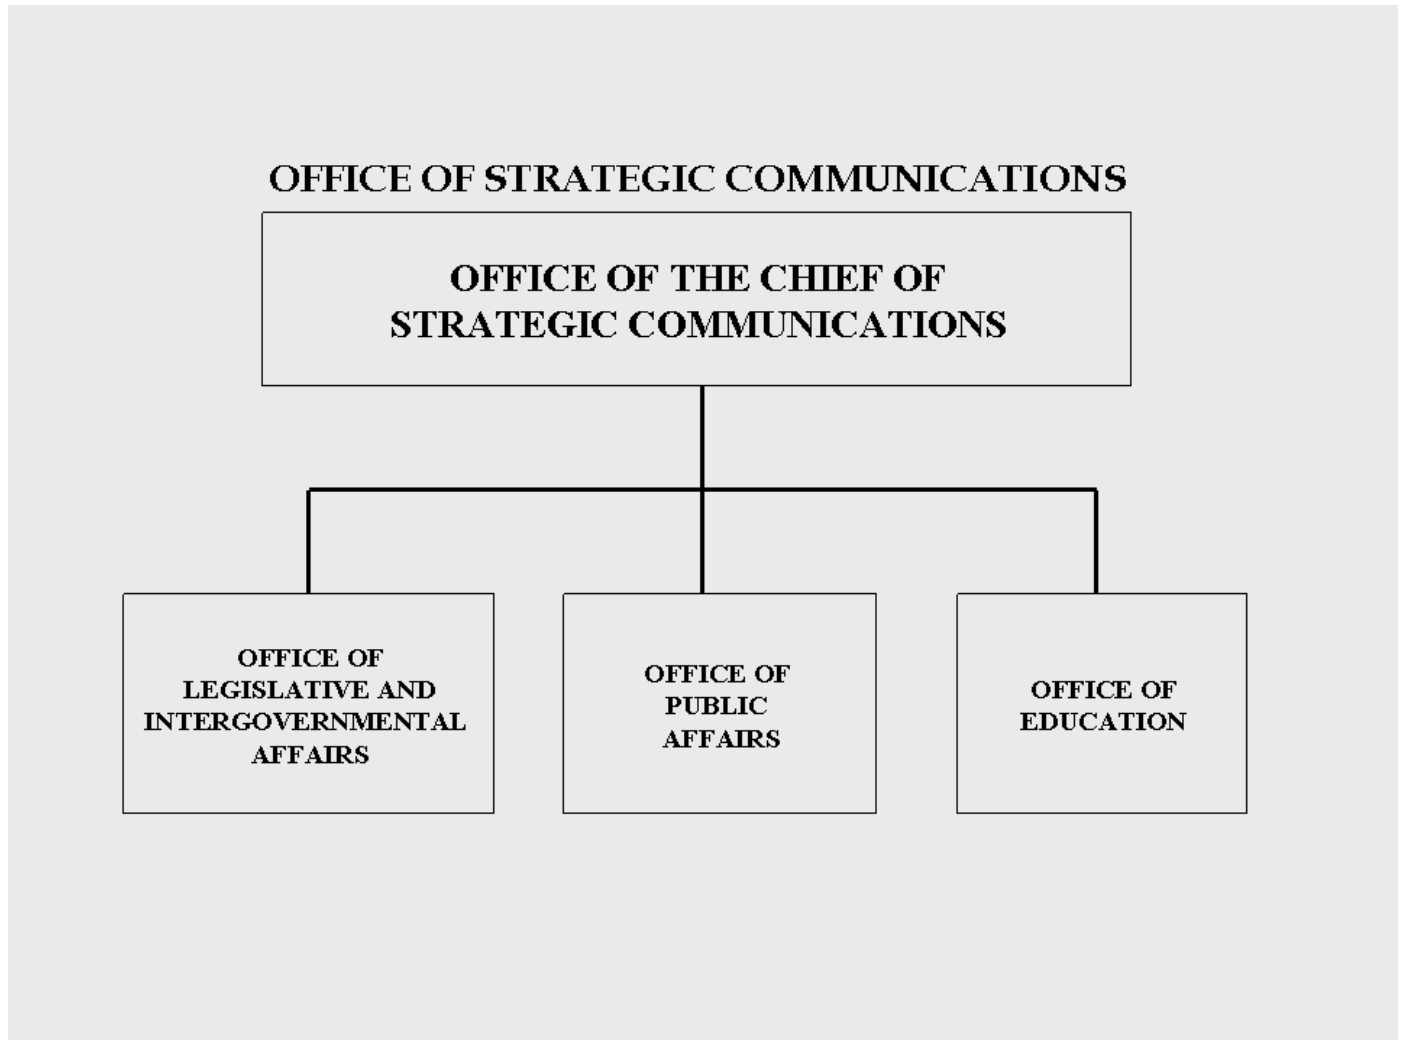 OFFICE OF STRATEGIC COMMUNICATIONS
OFFICE OF THE CHIEF OF
STRATEGIC COMMUNICATIONS
OFFICE OF
LEGISLATIVE AND
INTERGOVERNMENTAL
AFFAIRS
OFFICE OF
PUBLIC
AFFAIRS
OFFICE OF
EDUCATION